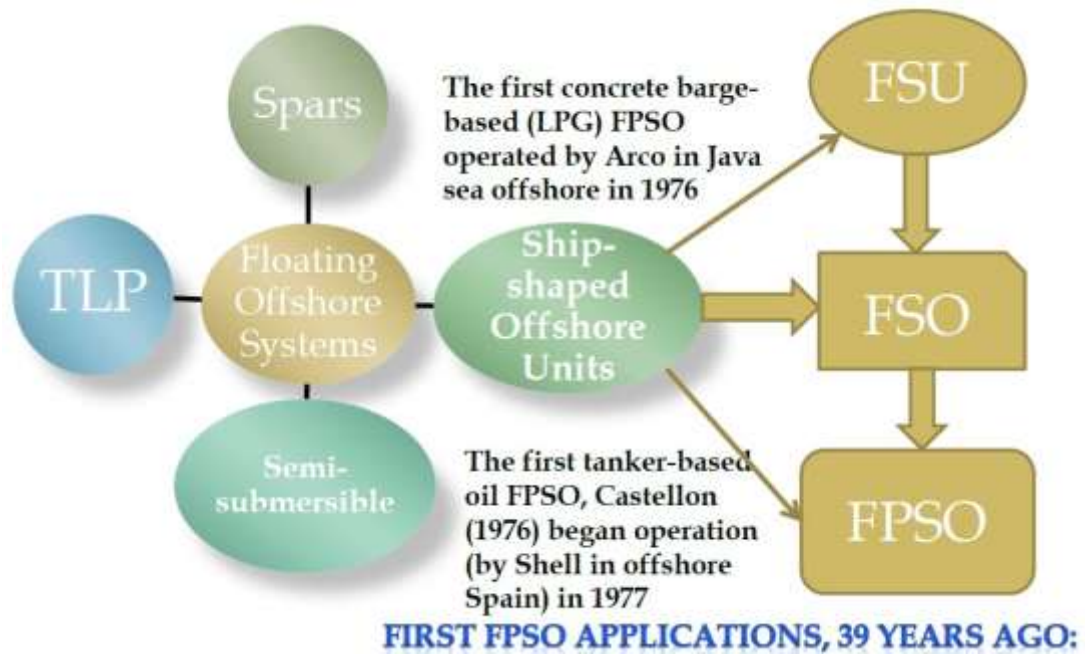 Spars
TLP
Floating
Offshore
Systems
Semi-
submersible
The first concrete barge-
based (LPG) FPSO
operated by Arco in Java
sea offshore in 1976
Ship-
shaped
Offshore
Units
The first tanker-based
oil FPSO, Castellon
(1976) began operation
(by Shell in offshore
Spain) in 1977
FSU
FSO
FPSO
FIRST FPSO APPLICATIONS, 39 YEARS AGO: